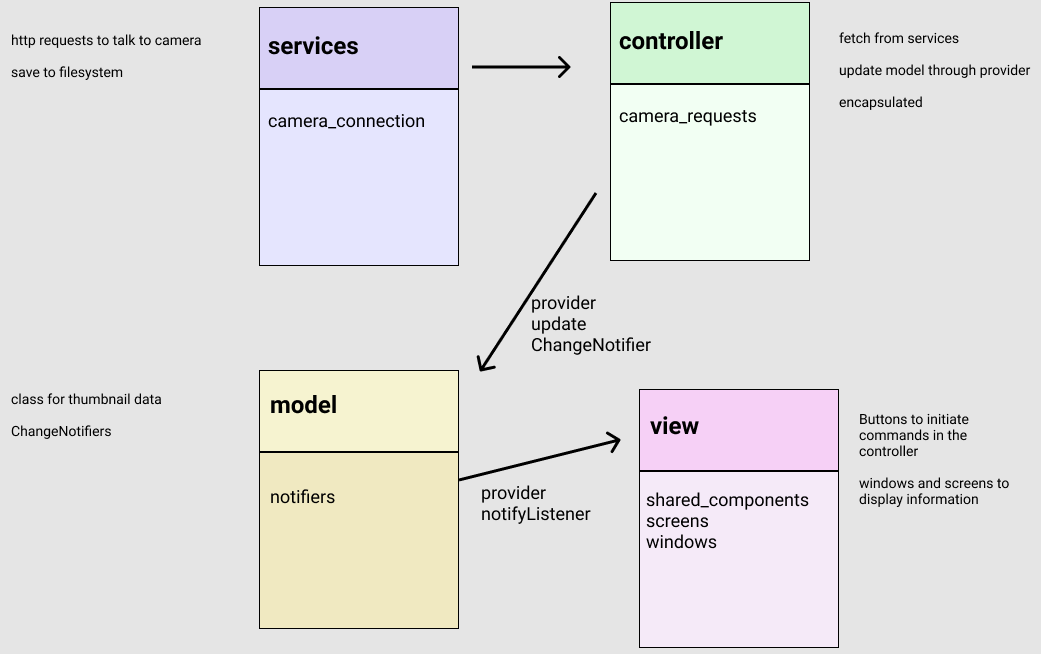 http requests to talk to camera
save to filesystem
services
camera_connection
controller
camera_requests
fetch from services
update model through provider
encapsulated
provider
update
ChangeNotifier
class for thumbnail data
ChangeNotifiers
model
notifiers
provider
notifyListener
view
shared_components
screens
windows
Buttons to initiate
commands in the
controller
windows and screens to
display information